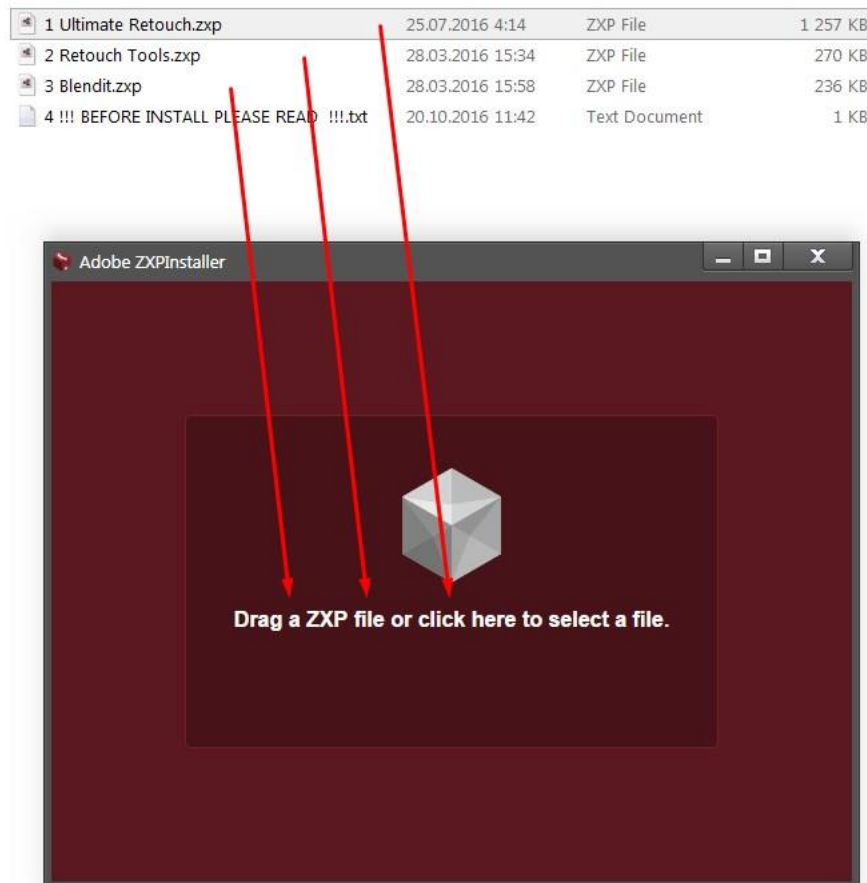 1 Ultimate Retouch.zxp 25.07.2016 4:14 ZXP File 1 257 KB
2 Retouch Tools.zxp 28.03.2016 15:34 ZXP File 270 KB
3 Blendit.zxp 28.03.2016 15:58 ZXP File 236 KB
4 !!! BEFORE INSTALL PLEASE READ !!!.txt 20.10.2016 11:42 Text Document 1 KB
Adobe ZXPInstaller
Drag a ZXP file or click here to select a file.